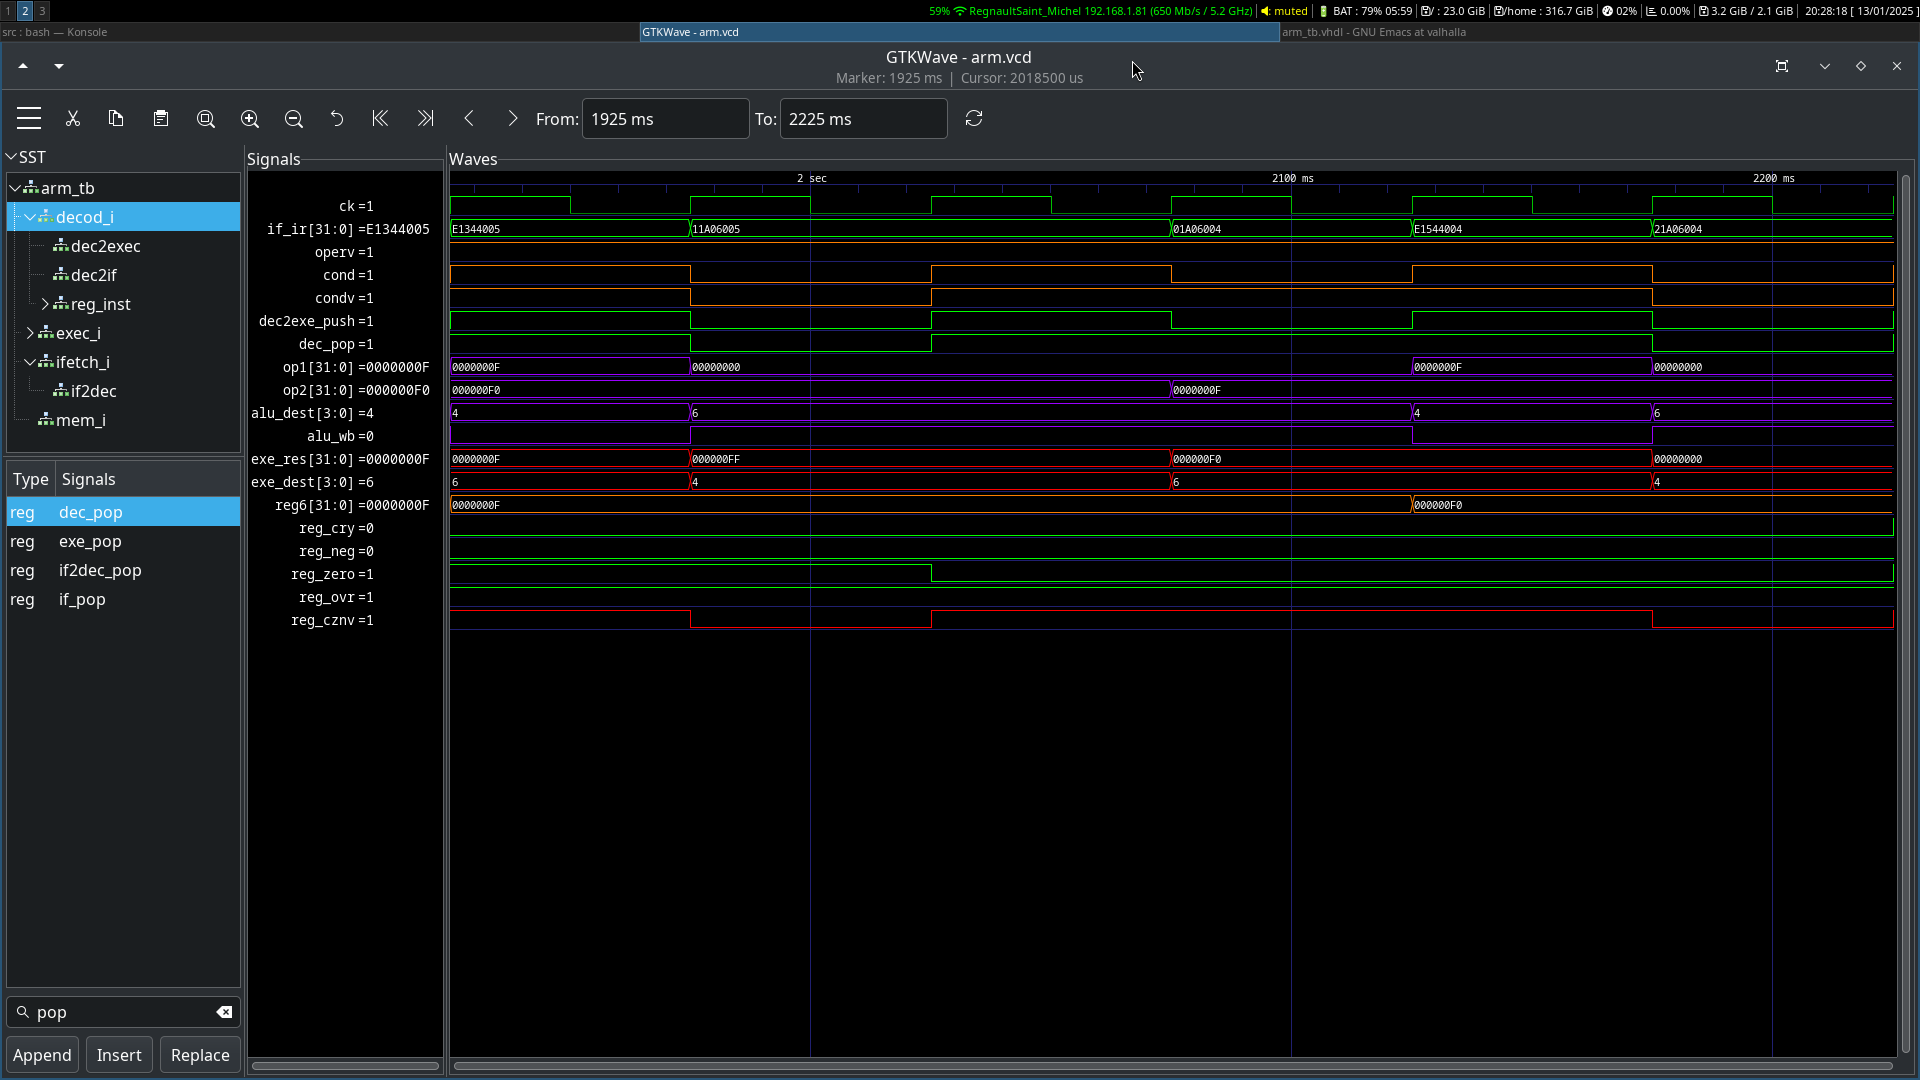 1 2 3 59% RegnaultSaint_Michel 192.168.1.81 (650 Mb/s / 5.2 GHz) muted BAT : 79% 05:59 / : 23.0 GiB /home : 316.7 GiB 02% 0.00% 3.2 GiB / 2.1 GiB 20:28:18 [ 13/01/2025 ]
src : bash — Konsole GTKWave - arm.vcd arm_tb.vhdl - GNU Emacs at valhalla
GTKWave - arm.vcd
Marker: 1925 ms | Cursor: 2018500 us
From: 1925 ms To: 2225 ms
SST
arm_tb
decod_i
dec2exec
dec2if
reg_inst
exec_i
ifetch_i
if2dec
mem_i
Type Signals
reg dec_pop
reg exe_pop
reg if2dec_pop
reg if_pop
pop
Append Insert Replace
Signals
ck =1
if_ir[31:0] =E1344005
operv =1
cond =1
condv =1
dec2exe_push =1
dec_pop =1
op1[31:0] =0000000F
op2[31:0] =000000F0
alu_dest[3:0] =4
alu_wb =0
exe_res[31:0] =0000000F
exe_dest[3:0] =6
reg6[31:0] =0000000F
reg_cry =0
reg_neg =0
reg_zero =1
reg_ovr =1
reg_cznv =1
Waves
2 sec 2100 ms 2200 ms
E1344005 11A06005 01A06004 E1544004 21A06004
0000000F 00000000 0000000F 00000000
000000F0 0000000F
4 6 4 6
0000000F 000000FF 000000F0 00000000
6 4 6 4
0000000F 000000F0